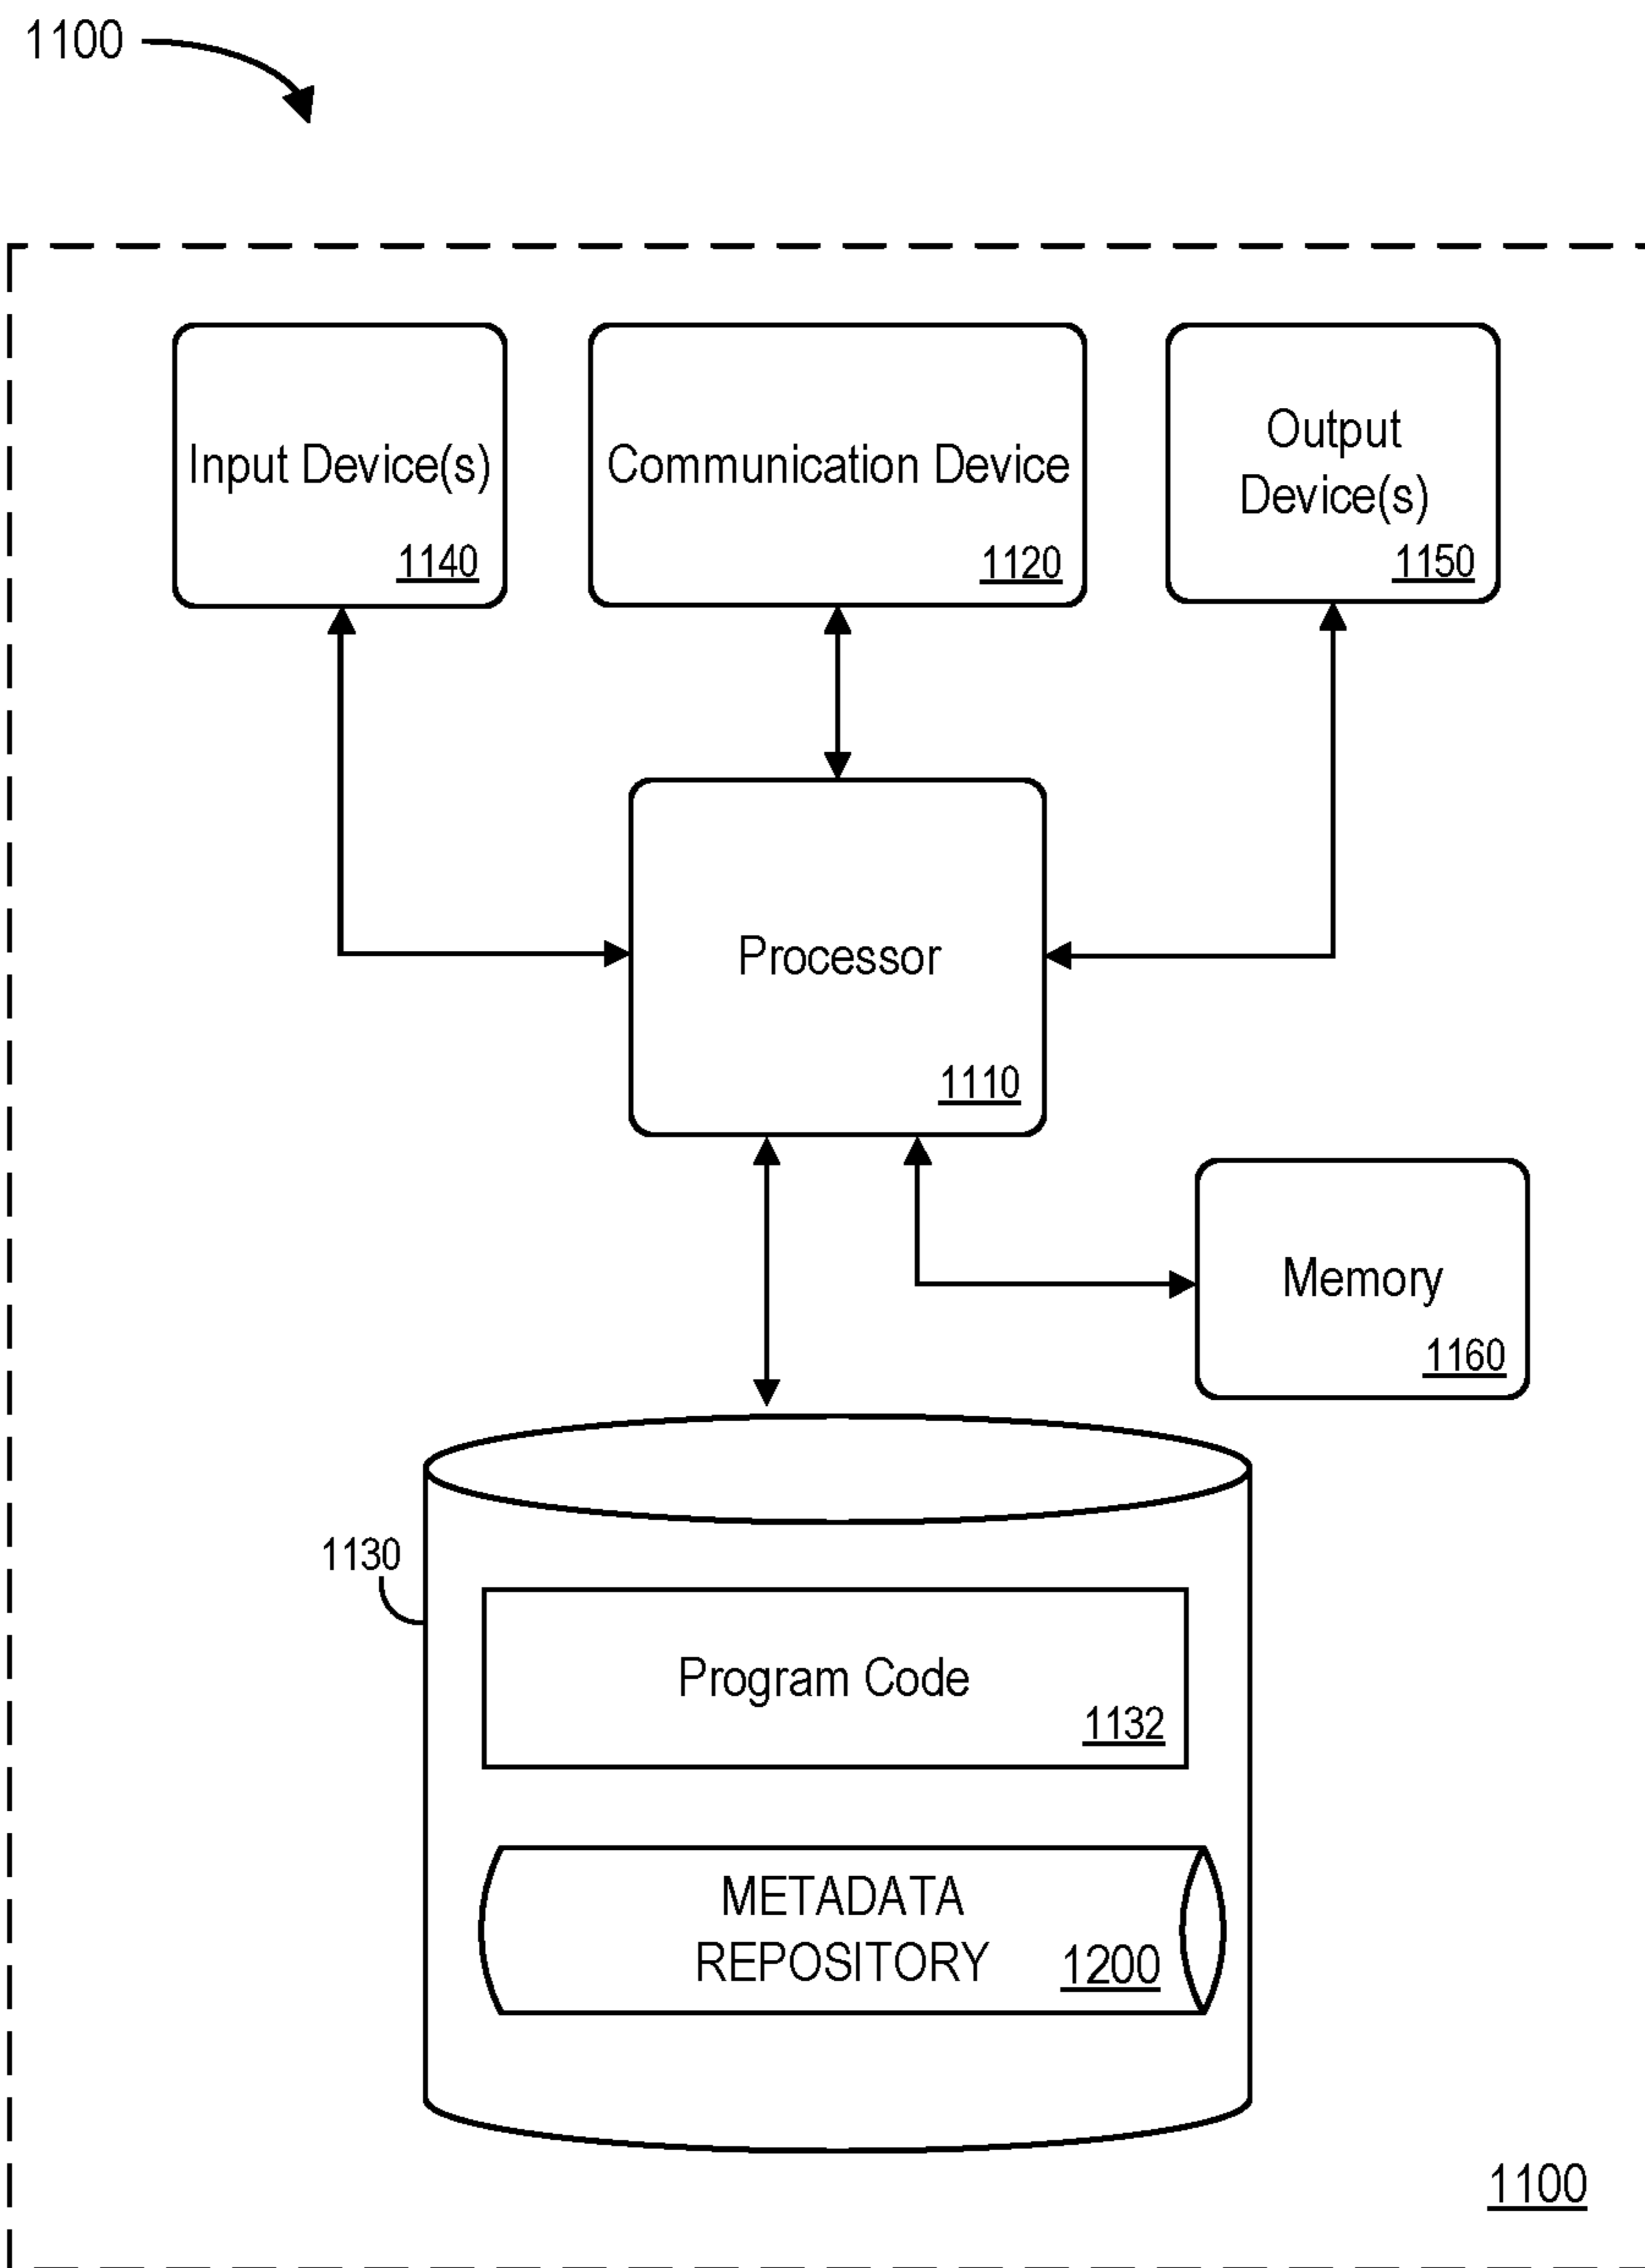 1100
Input Device(s)
1140
Communication Device
1120
Output
Device(s)
1150
Processor
1110
Memory
1160
1130
Program Code
1132
METADATA
REPOSITORY
1200
1100